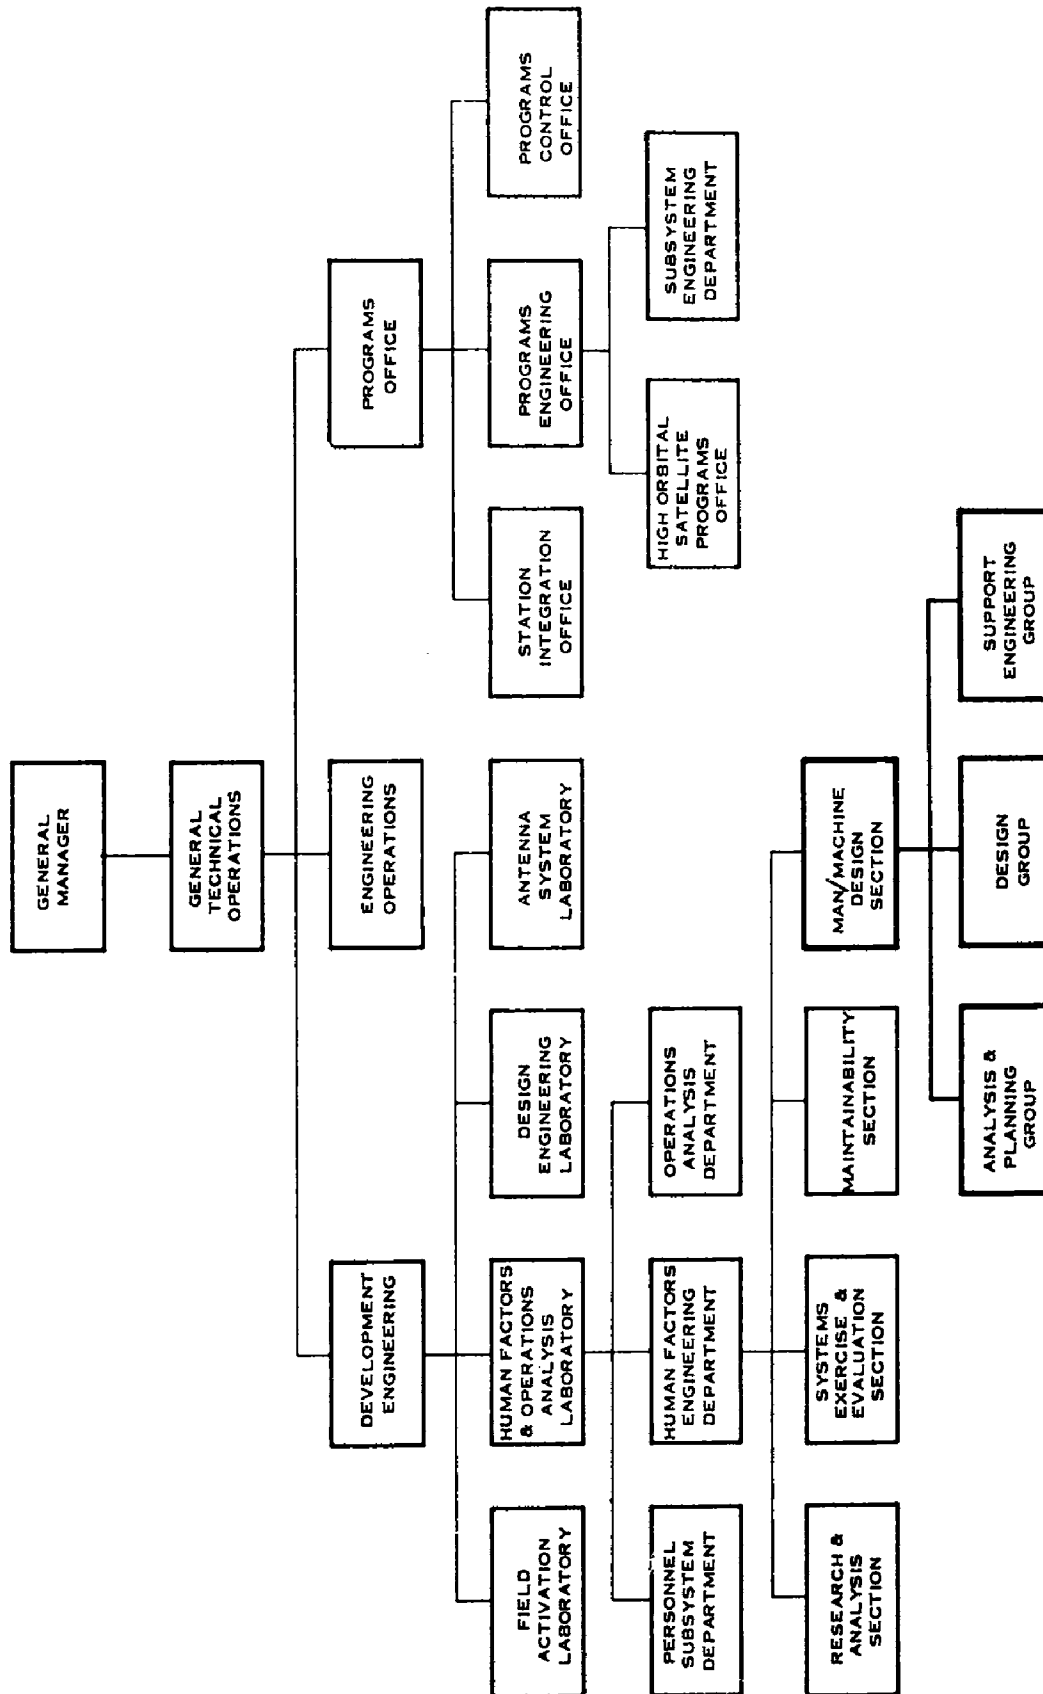 GENERAL
MANAGER
GENERAL
TECHNICAL
OPERATIONS
DEVELOPMENT
ENGINEERING
ENGINEERING
OPERATIONS
PROGRAMS
OFFICE
FIELD
ACTIVATION
LABORATORY
HUMAN FACTORS
& OPERATIONS
ANALYSIS
LABORATORY
DESIGN
ENGINEERING
LABORATORY
ANTENNA
SYSTEM
LABORATORY
STATION
INTEGRATION
OFFICE
PROGRAMS
ENGINEERING
OFFICE
PROGRAMS
CONTROL
OFFICE
PERSONNEL
SUBSYSTEM
DEPARTMENT
HUMAN FACTORS
ENGINEERING
DEPARTMENT
OPERATIONS
ANALYSIS
DEPARTMENT
HIGH ORBITAL
SATELLITE
PROGRAMS
OFFICE
SUBSYSTEM
ENGINEERING
DEPARTMENT
RESEARCH &
ANALYSIS
SECTION
SYSTEMS
EXERCISE &
EVALUATION
SECTION
MAINTAINABILITY
SECTION
MAN/MACHINE
DESIGN
SECTION
ANALYSIS &
PLANNING
GROUP
DESIGN
GROUP
SUPPORT
ENGINEERING
GROUP